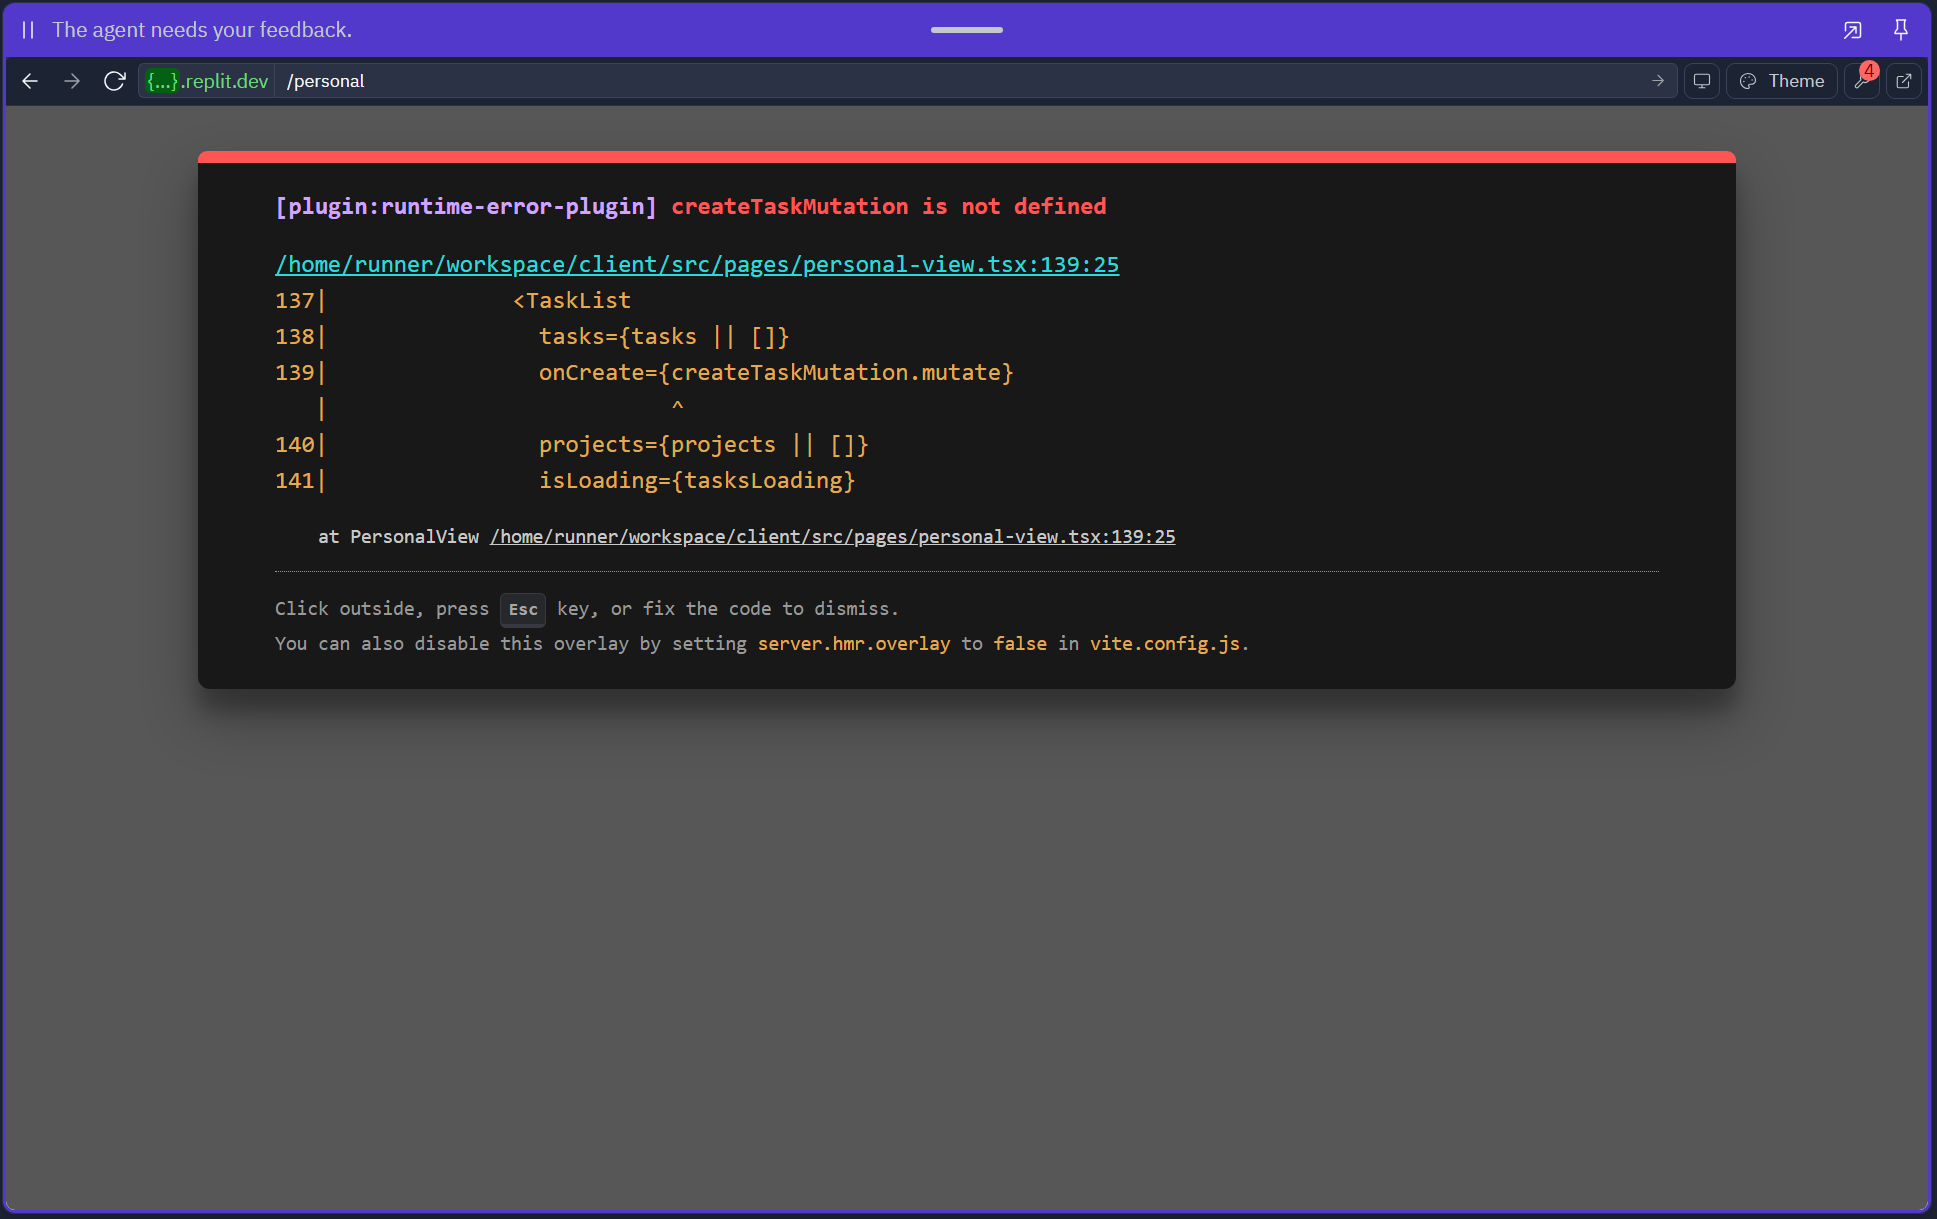 The agent needs your feedback.
{...}.replit.dev /personal
Theme
4
[plugin:runtime-error-plugin] createTaskMutation is not defined
/home/runner/workspace/client/src/pages/personal-view.tsx:139:25
137|              <TaskList
138|                tasks={tasks || []}
139|                onCreate={createTaskMutation.mutate}
   |                          ^
140|                projects={projects || []}
141|                isLoading={tasksLoading}
at PersonalView /home/runner/workspace/client/src/pages/personal-view.tsx:139:25
Click outside, press Esc key, or fix the code to dismiss.
You can also disable this overlay by setting server.hmr.overlay to false in vite.config.js.